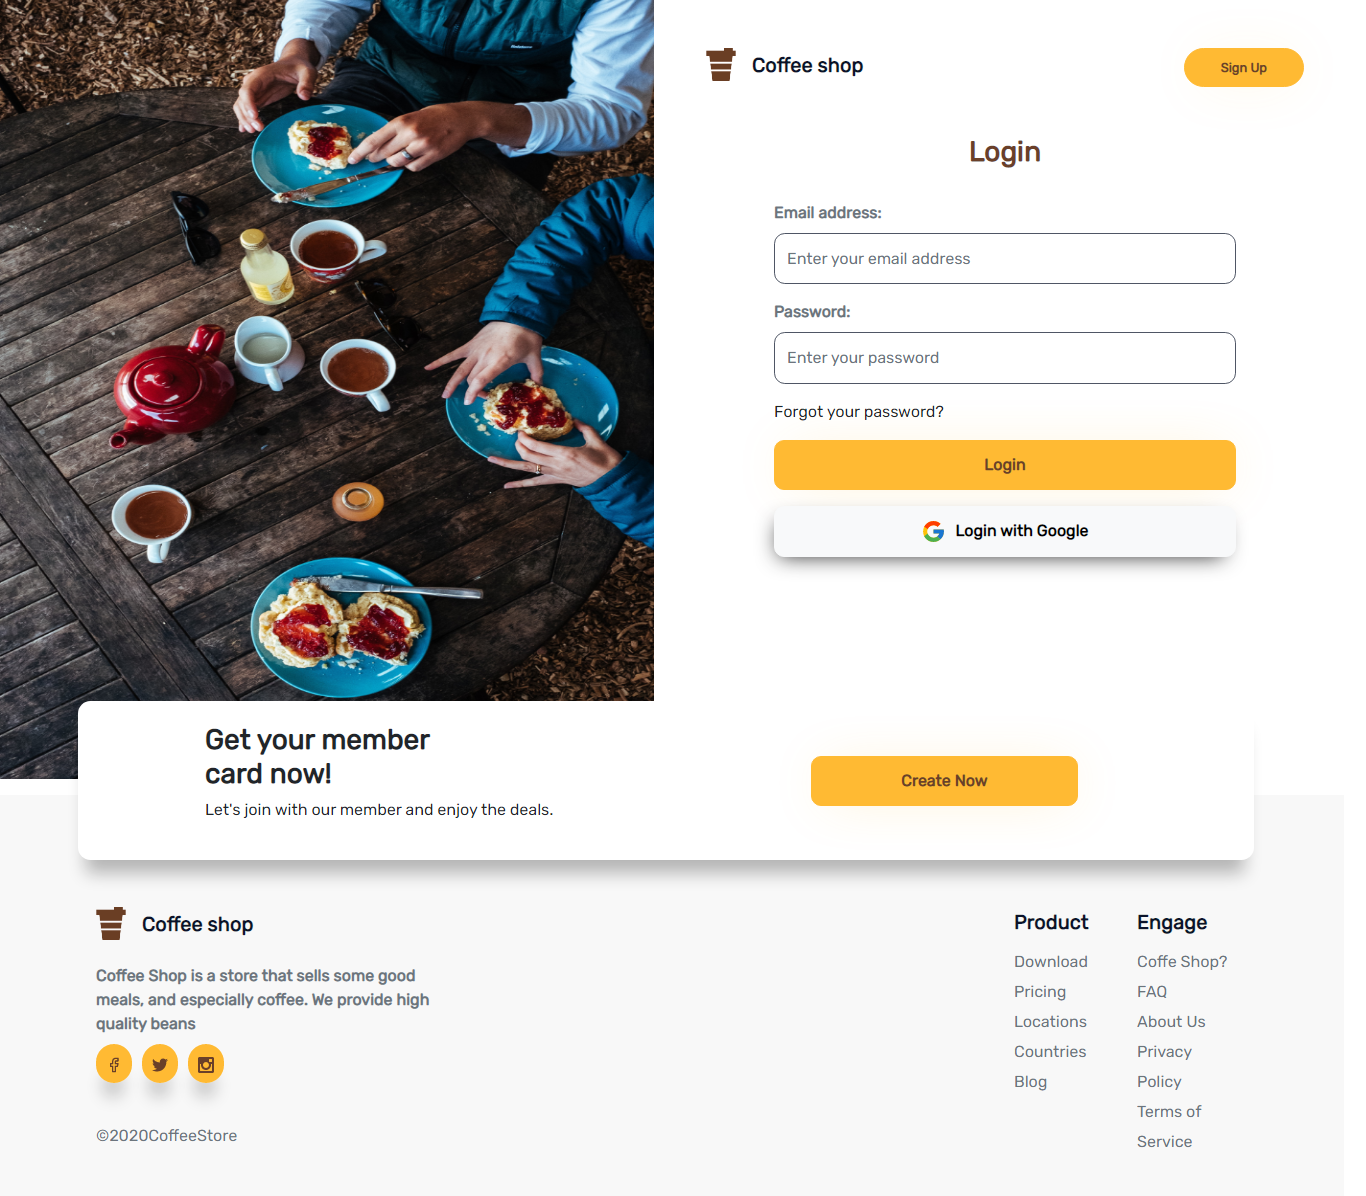 Coffee shop
Sign Up
Login
Email address:
Enter your email address
Password:
Enter your password
Forgot your password?
Login
Login with Google
Get your member
card now!
Let's join with our member and enjoy the deals.
Create Now
Coffee shop
Coffee Shop is a store that sells some good
meals, and especially coffee. We provide high
quality beans
©2020CoffeeStore
Product
Download
Pricing
Locations
Countries
Blog
Engage
Coffe Shop?
FAQ
About Us
Privacy
Policy
Terms of
Service